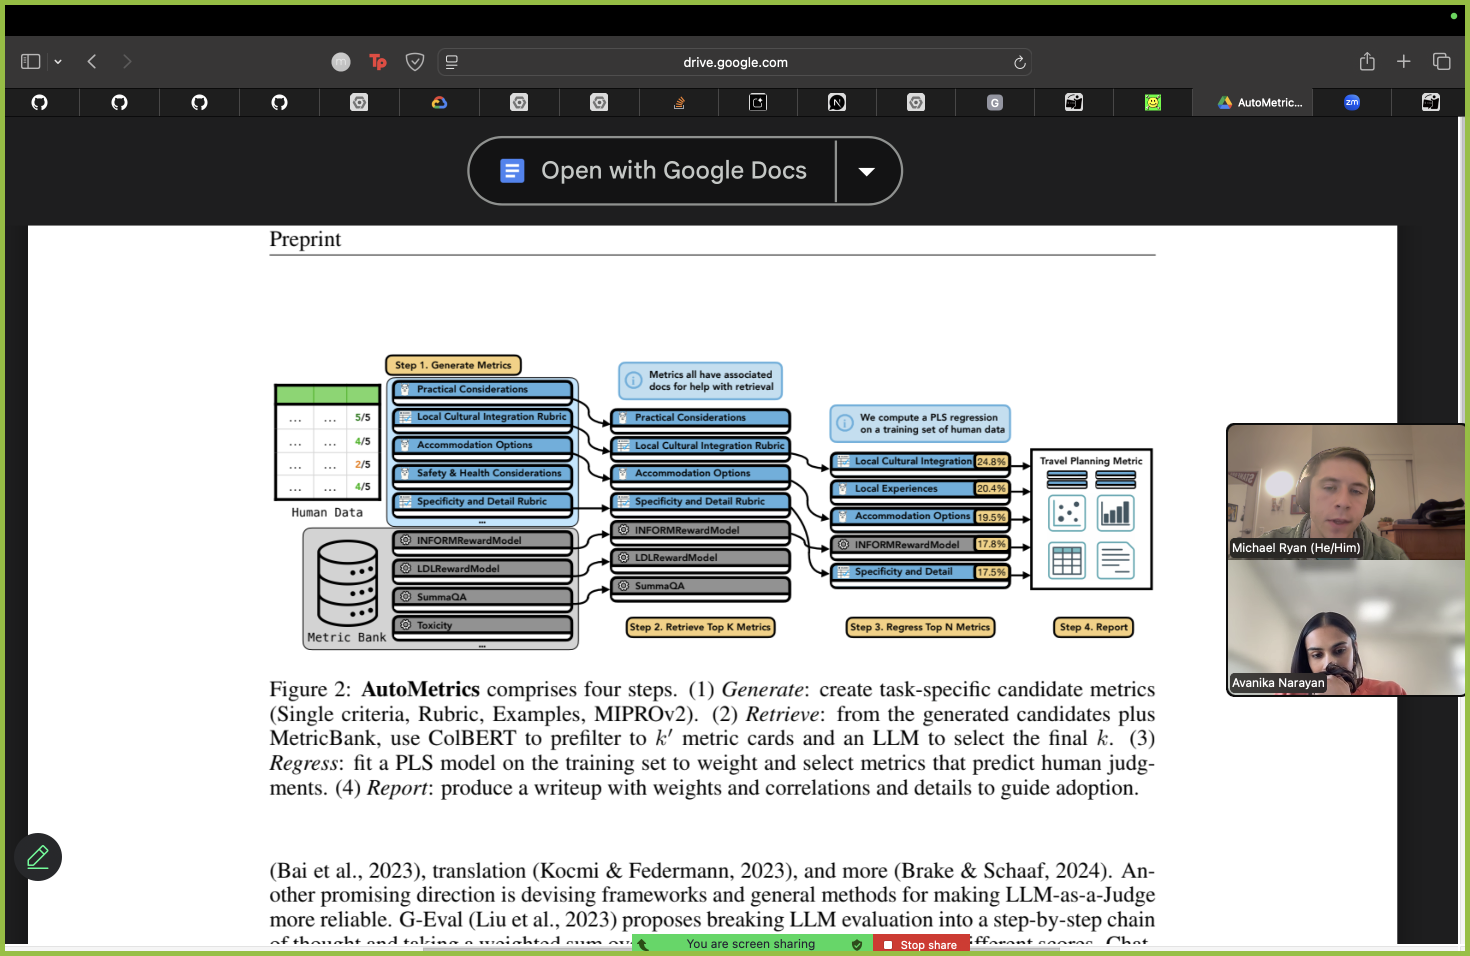 drive.google.com
AutoMetric...
zm
Tp
m
N
G
Open with Google Docs
Preprint
Step 1. Generate Metrics
Practical Considerations
Local Cultural Integration Rubric
Accommodation Options
Safety & Health Considerations
Specificity and Detail Rubric
...
... ... 5/5
... ... 4/5
... ... 2/5
... ... 4/5
Human Data
INFORMRewardModel
LDLRewardModel
SummaQA
Toxicity
...
Metric Bank
Metrics all have associated
docs for help with retrieval
Practical Considerations
Local Cultural Integration Rubric
Accommodation Options
Specificity and Detail Rubric
INFORMRewardModel
LDLRewardModel
SummaQA
Step 2. Retrieve Top K Metrics
We compute a PLS regression
on a training set of human data
Local Cultural Integration 24.8%
Local Experiences 20.4%
Accommodation Options 19.5%
INFORMRewardModel 17.8%
Specificity and Detail 17.5%
Step 3. Regress Top N Metrics
Travel Planning Metric
Step 4. Report
Figure 2: AutoMetrics comprises four steps. (1) Generate: create task-specific candidate metrics
(Single criteria, Rubric, Examples, MIPROv2). (2) Retrieve: from the generated candidates plus
MetricBank, use ColBERT to prefilter to k′ metric cards and an LLM to select the final k. (3)
Regress: fit a PLS model on the training set to weight and select metrics that predict human judg-
ments. (4) Report: produce a writeup with weights and correlations and details to guide adoption.
(Bai et al., 2023), translation (Kocmi & Federmann, 2023), and more (Brake & Schaaf, 2024). An-
other promising direction is devising frameworks and general methods for making LLM-as-a-Judge
more reliable. G-Eval (Liu et al., 2023) proposes breaking LLM evaluation into a step-by-step chain
of thought and taking a weighted sum ov
fferent scores. Chat-
You are screen sharing
Stop share
Michael Ryan (He/Him)
Avanika Narayan